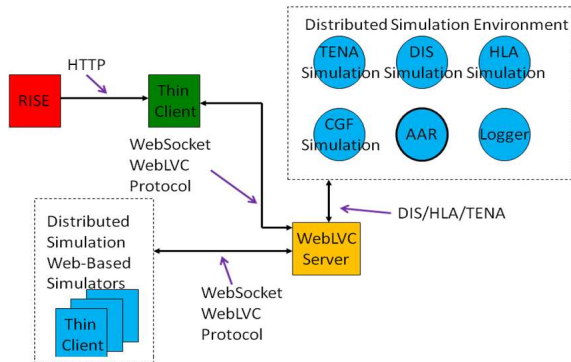 Distributed Simulation Environment
TENA
Simulation
DIS
Simulation
HLA
Simulation
CGF
Simulation
AAR
Logger
HTTP
RISE
Thin
Client
WebSocket
WebLVC
Protocol
DIS/HLA/TENA
WebLVC
Server
Distributed
Simulation
Web-Based
Simulators
Thin
Client
WebSocket
WebLVC
Protocol